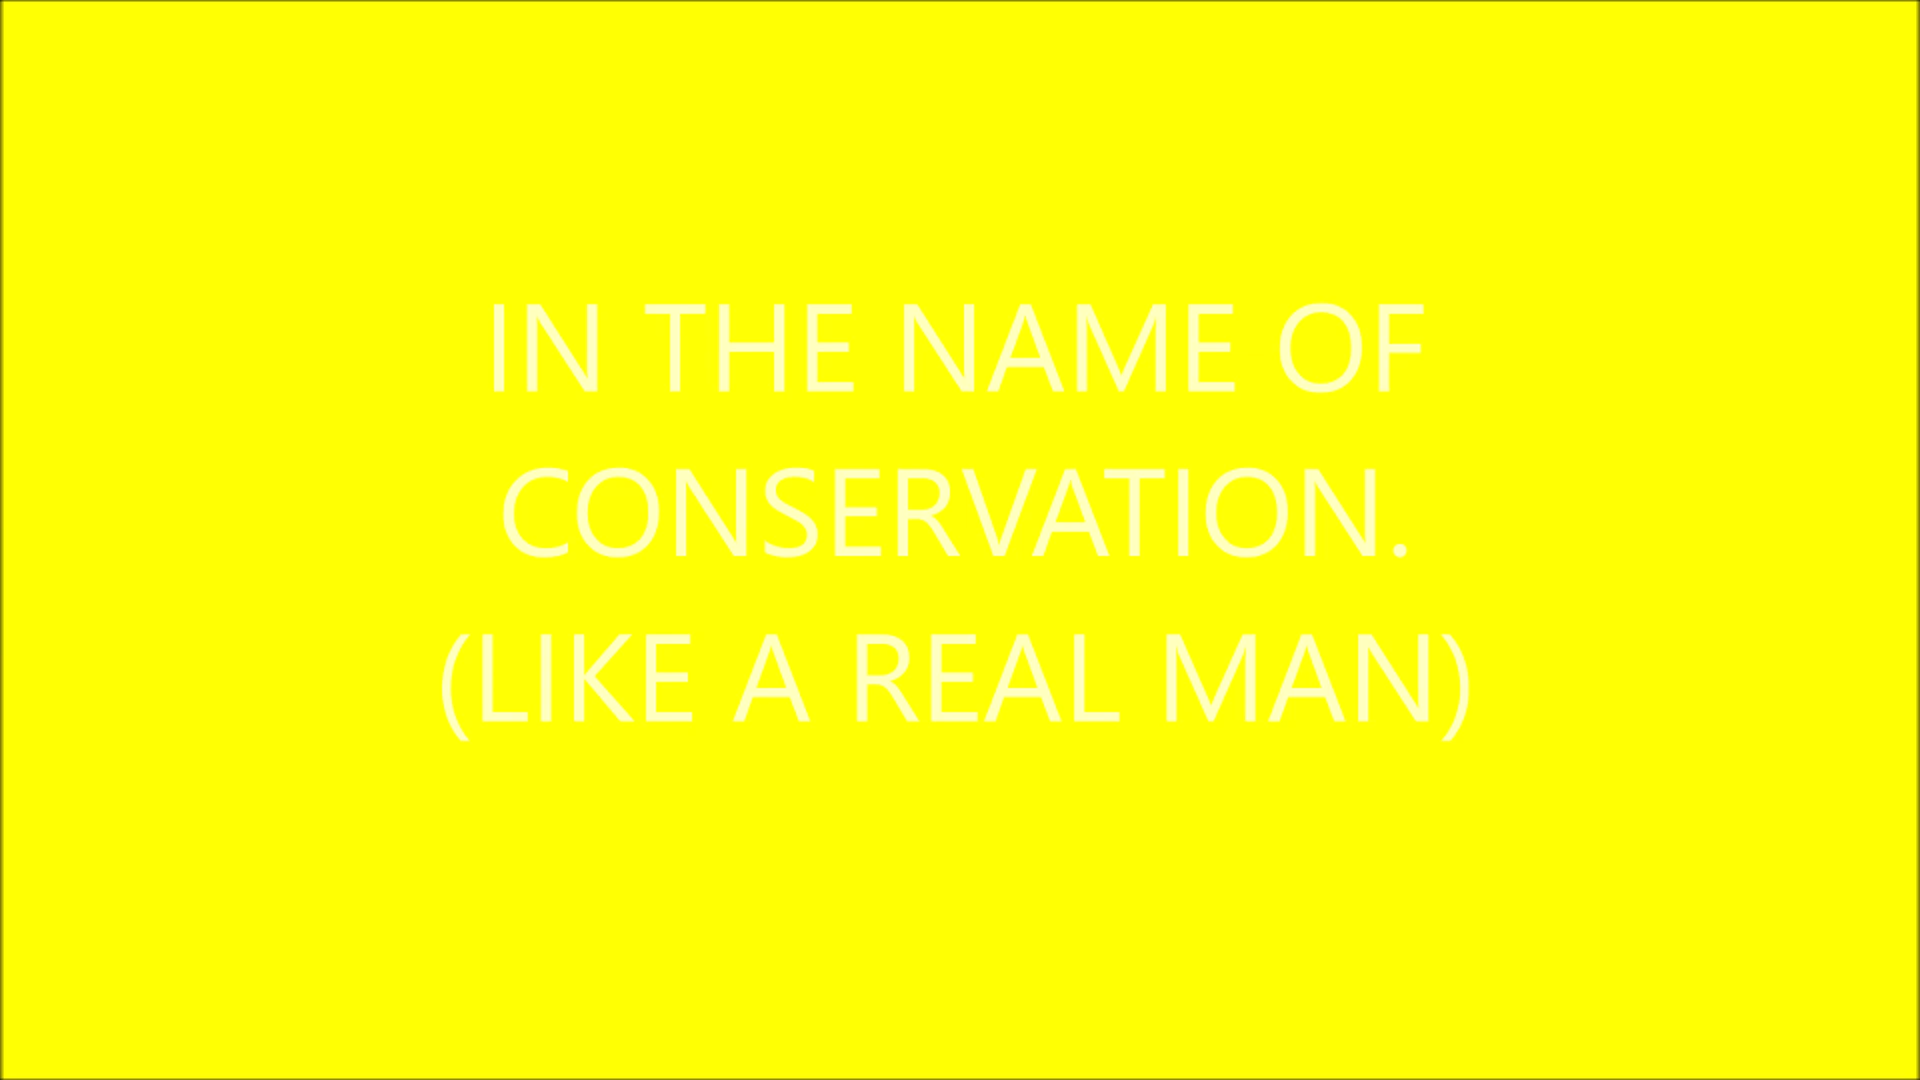 IN THE NAME OF
CONSERVATION.
(LIKE A REAL MAN)